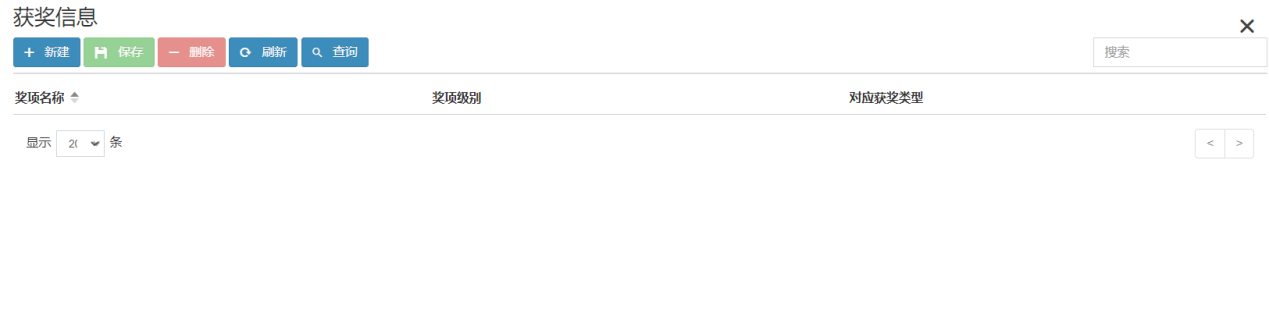 获奖信息
新建 保存 删除 刷新 查询 搜索
奖项名称 奖项级别 对应获奖类型
显示 20 条 < >